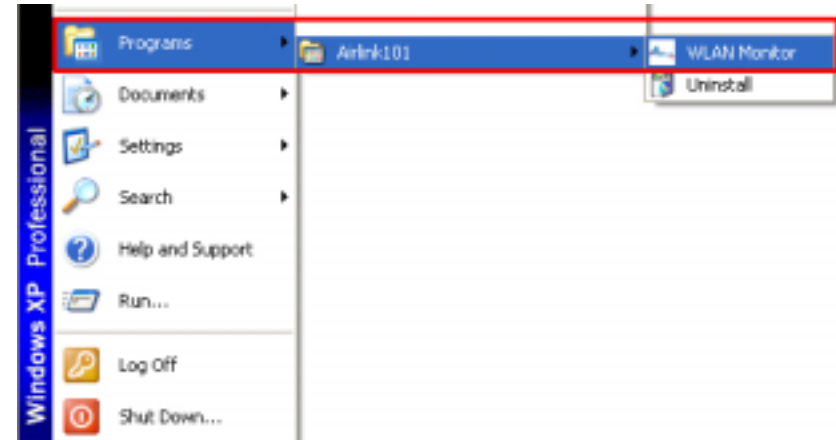 Programs
Airlink101
WLAN Monitor
Uninstall
Documents
Settings
Search
Help and Support
Run...
Log Off
Shut Down...
Windows XP Professional